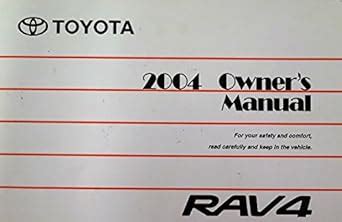 TOYOTA
2004 Owner's
Manual
For your safety and comfort,
read carefully and keep in the vehicle.
RAV4